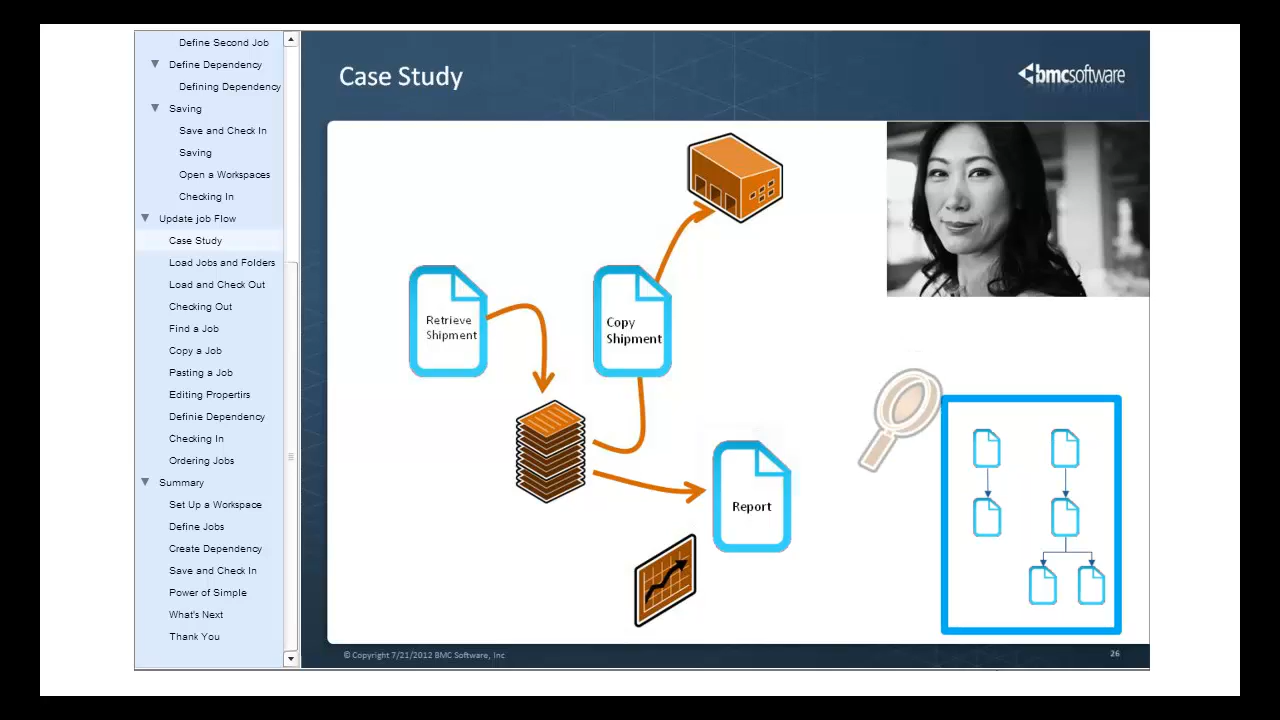 Define Second Job
Define Dependency
Defining Dependency
Saving
Save and Check In
Saving
Open a Workspaces
Checking In
Update job Flow
Case Study
Load Jobs and Folders
Load and Check Out
Checking Out
Find a Job
Copy a Job
Pasting a Job
Editing Properties
Definie Dependency
Checking In
Ordering Jobs
Summary
Set Up a Workspace
Define Jobs
Create Dependency
Save and Check In
Power of Simple
What's Next
Thank You
Case Study
bmcsoftware
Retrieve
Shipment
Copy
Shipment
Report
© Copyright 7/21/2012 BMC Software, Inc
26